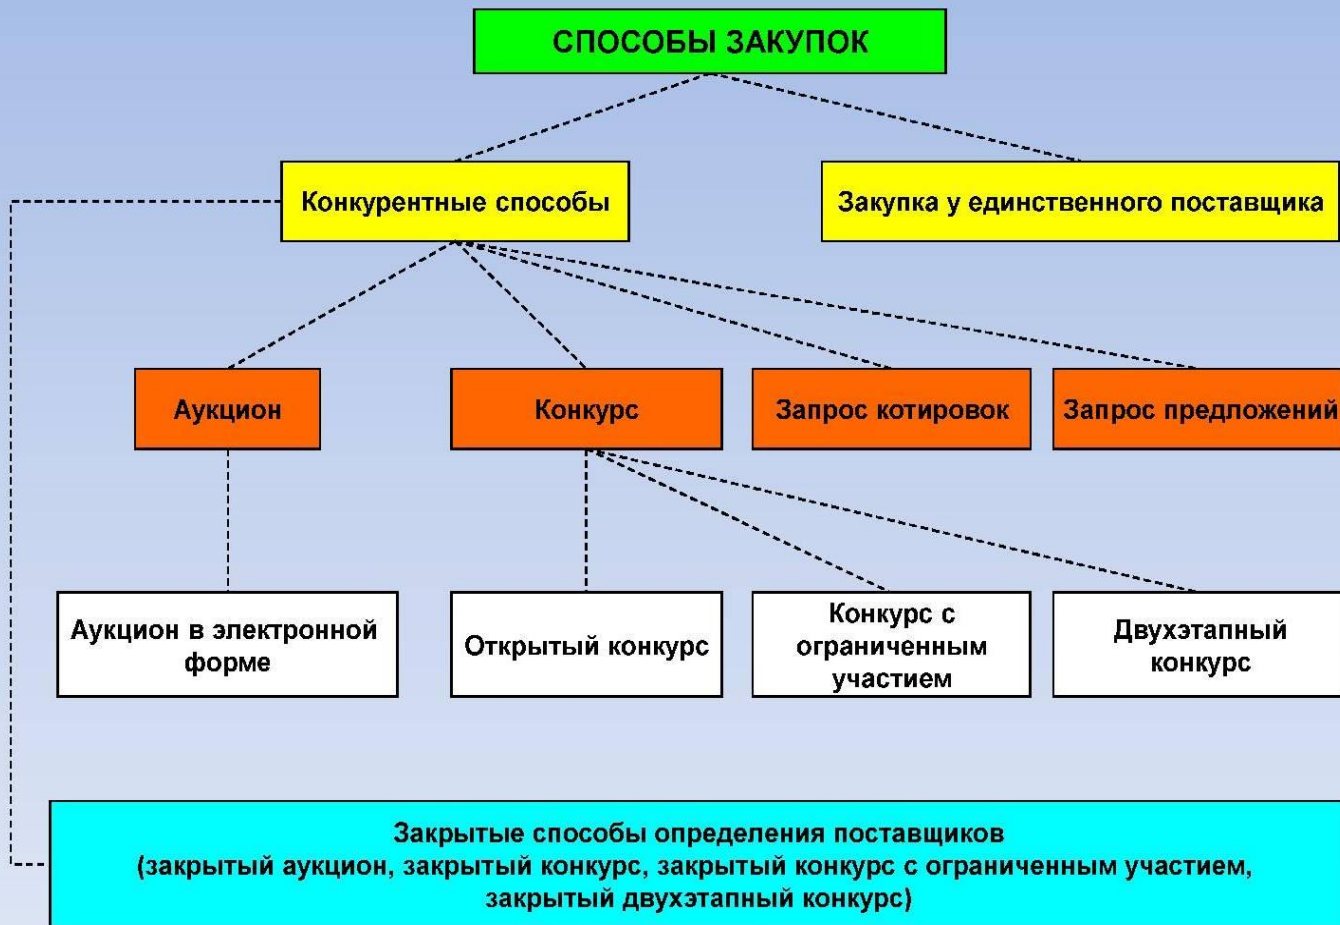 СПОСОБЫ ЗАКУПОК
Конкурентные способы
Закупка у единственного поставщика
Аукцион
Конкурс
Запрос котировок
Запрос предложений
Аукцион в электронной
форме
Открытый конкурс
Конкурс с
ограниченным
участием
Двухэтапный
конкурс
Закрытые способы определения поставщиков
(закрытый аукцион, закрытый конкурс, закрытый конкурс с ограниченным участием,
закрытый двухэтапный конкурс)